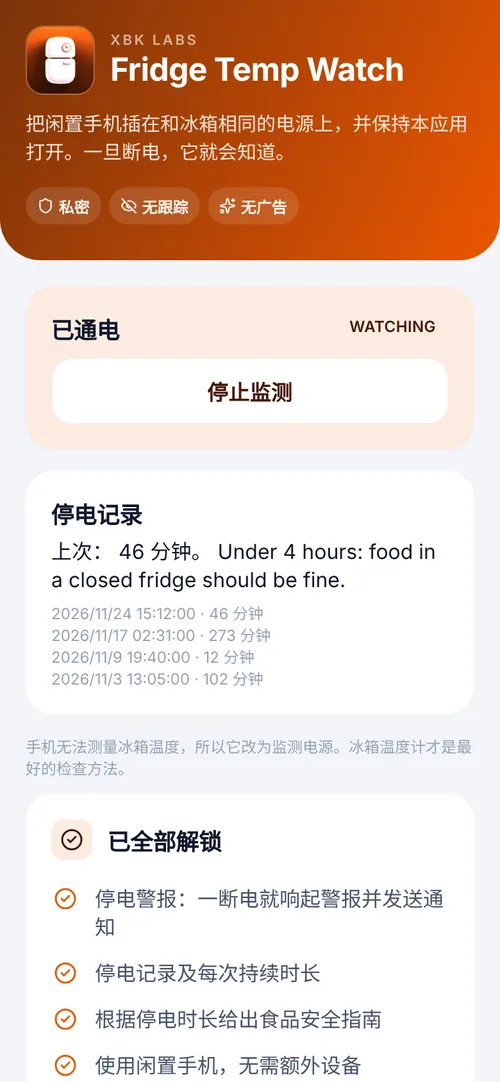 XBK LABS
Fridge Temp Watch
把闲置手机插在和冰箱相同的电源上，并保持本应用
打开。一旦断电，它就会知道。
私密
无跟踪
无广告
已通电
WATCHING
停止监测
停电记录
上次： 46 分钟。 Under 4 hours: food in
a closed fridge should be fine.
2026/11/24 15:12:00 · 46 分钟
2026/11/17 02:31:00 · 273 分钟
2026/11/9 19:40:00 · 12 分钟
2026/11/3 13:05:00 · 102 分钟
手机无法测量冰箱温度，所以它改为监测电源。冰箱温度计才是最
好的检查方法。
已全部解锁
停电警报：一断电就响起警报并发送通
知
停电记录及每次持续时长
根据停电时长给出食品安全指南
使用闲置手机，无需额外设备